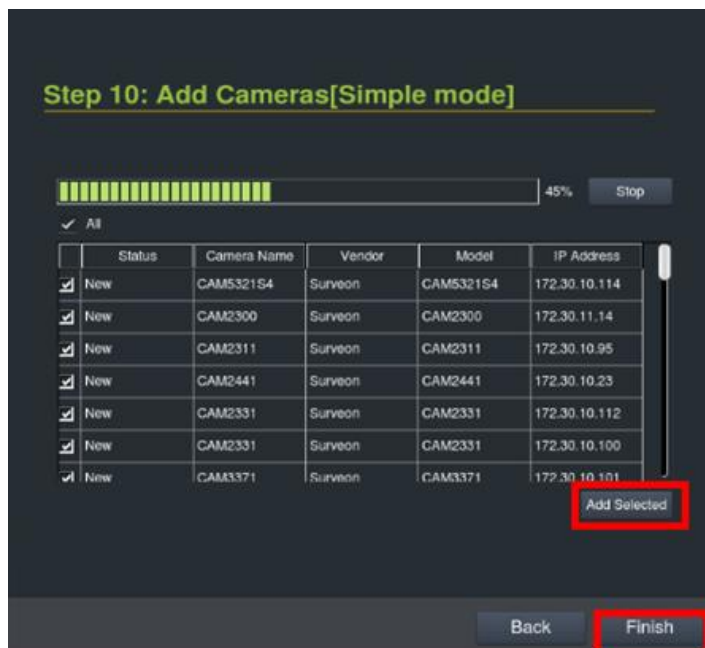 Step 10: Add Cameras[Simple mode]
45% Stop
All
Status Camera Name Vendor Model IP Address
New CAM5321S4 Surveon CAM5321S4 172.30.10.114
New CAM2300 Surveon CAM2300 172.30.11.14
New CAM2311 Surveon CAM2311 172.30.10.95
New CAM2441 Surveon CAM2441 172.30.10.23
New CAM2331 Surveon CAM2331 172.30.10.112
New CAM2331 Surveon CAM2331 172.30.10.100
New CAM3371 Surveon CAM3371 172.30.10.101
Add Selected
Back Finish